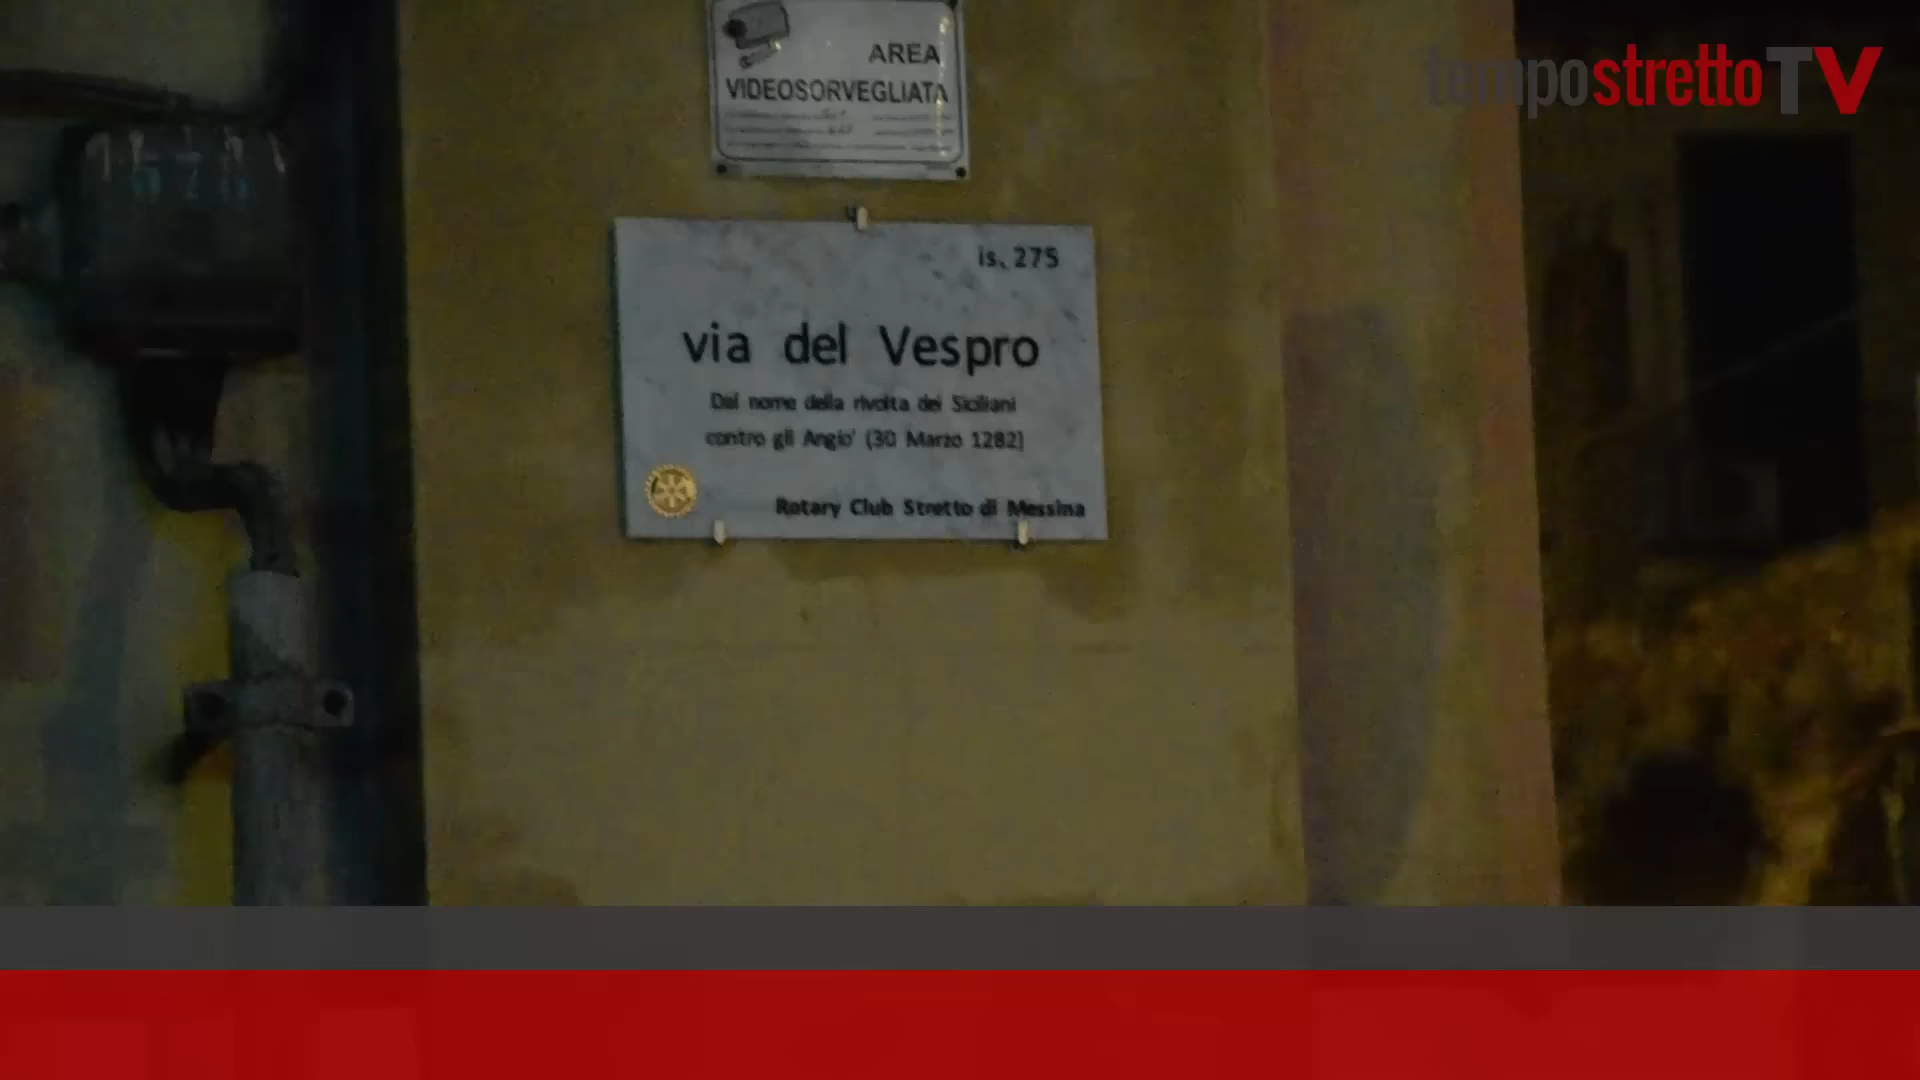 tempostrettoTV
AREA
VIDEOSORVEGLIATA
is. 275
via del Vespro
Dal nome della rivolta dei Siciliani
contro gli Angio' (30 Marzo 1282)
Rotary Club Stretto di Messina